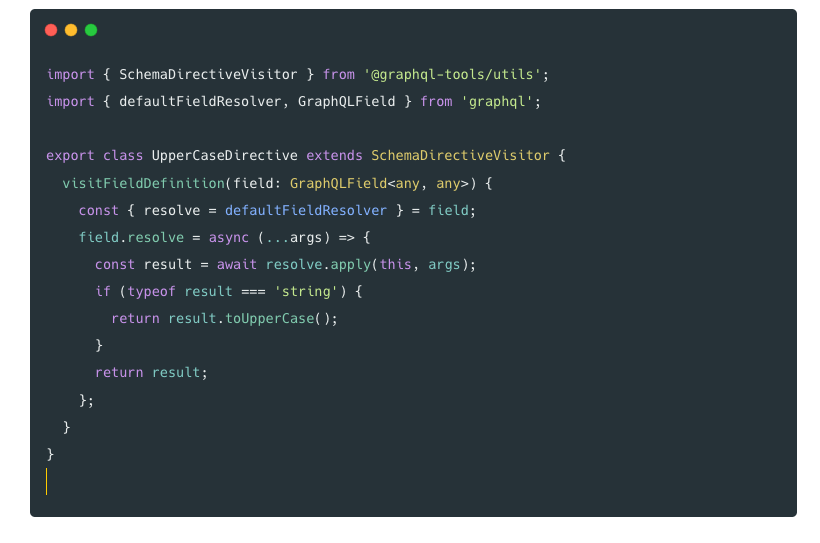 import { SchemaDirectiveVisitor } from '@graphql-tools/utils';
import { defaultFieldResolver, GraphQLField } from 'graphql';

export class UpperCaseDirective extends SchemaDirectiveVisitor {
  visitFieldDefinition(field: GraphQLField<any, any>) {
    const { resolve = defaultFieldResolver } = field;
    field.resolve = async (...args) => {
      const result = await resolve.apply(this, args);
      if (typeof result === 'string') {
        return result.toUpperCase();
      }
      return result;
    };
  }
}